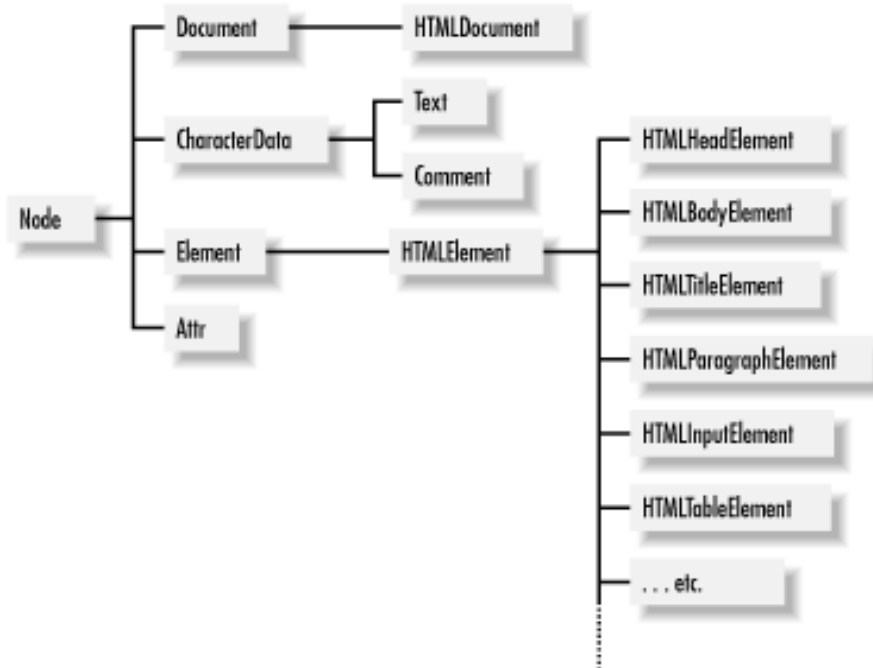 Document
HTMLDocument
Text
CharacterData
HTMLHeadElement
Comment
HTMLBodyElement
Node
Element
HTMLElement
HTMLTitleElement
Attr
HTMLParagraphElement
HTMLInputElement
HTMLTableElement
. . . etc.